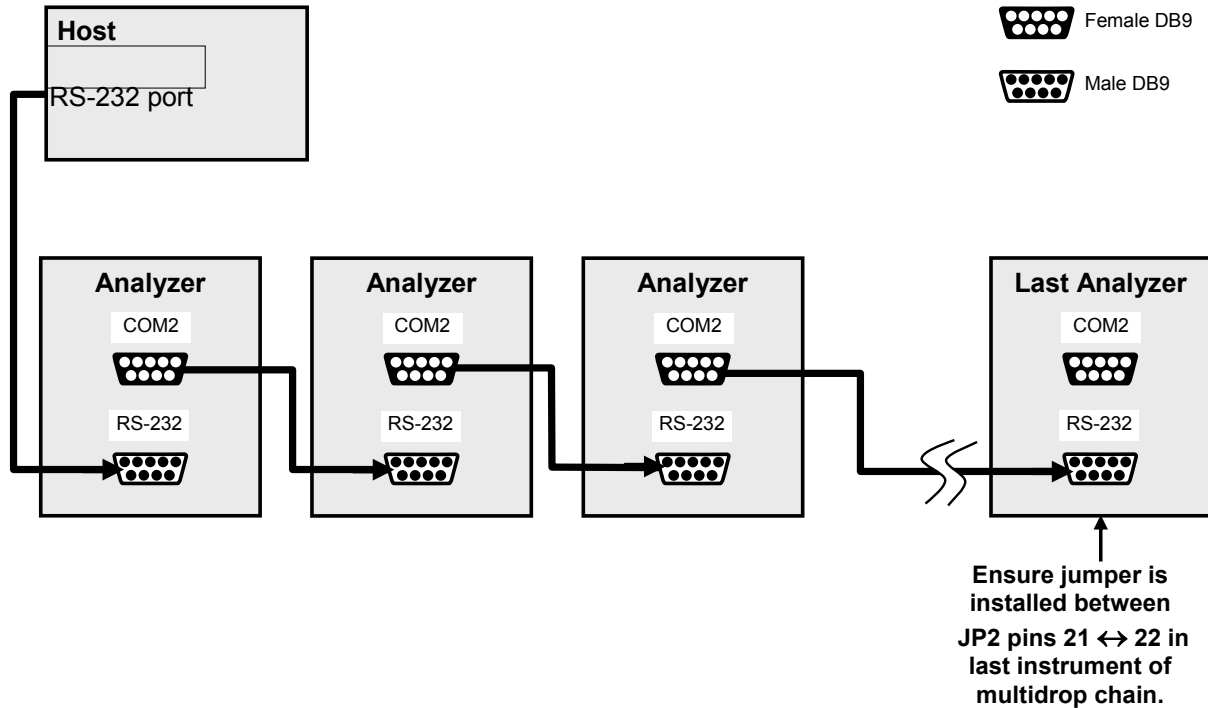 Host
RS-232 port
Female DB9
Male DB9
Analyzer
COM2
RS-232
Analyzer
COM2
RS-232
Analyzer
COM2
RS-232
Last Analyzer
COM2
RS-232
Ensure jumper is
installed between
JP2 pins 21 ↔ 22 in
last instrument of
multidrop chain.